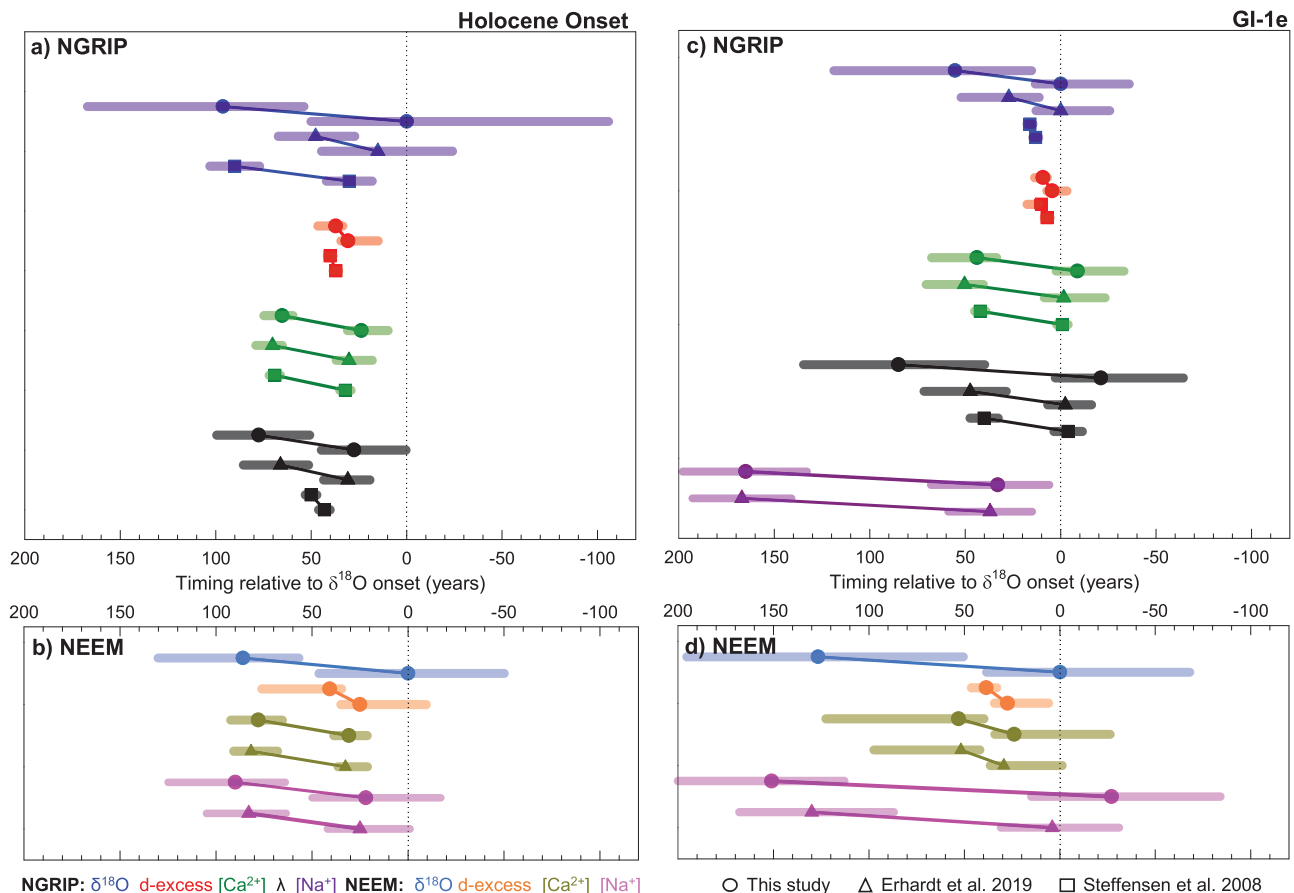 Holocene Onset
GI-1e
a) NGRIP
c) NGRIP
200 150 100 50 0 -50 -100
200 150 100 50 0 -50 -100
Timing relative to δ¹⁸O onset (years)
Timing relative to δ¹⁸O onset (years)
200 100 0 -100
200 150 100 50 0 -50 -100
b) NEEM
d) NEEM
NGRIP: δ¹⁸O d-excess [Ca²⁺] λ [Na⁺] NEEM: δ¹⁸O d-excess [Ca²⁺] [Na⁺]
This study Erhardt et al. 2019 Steffensen et al. 2008